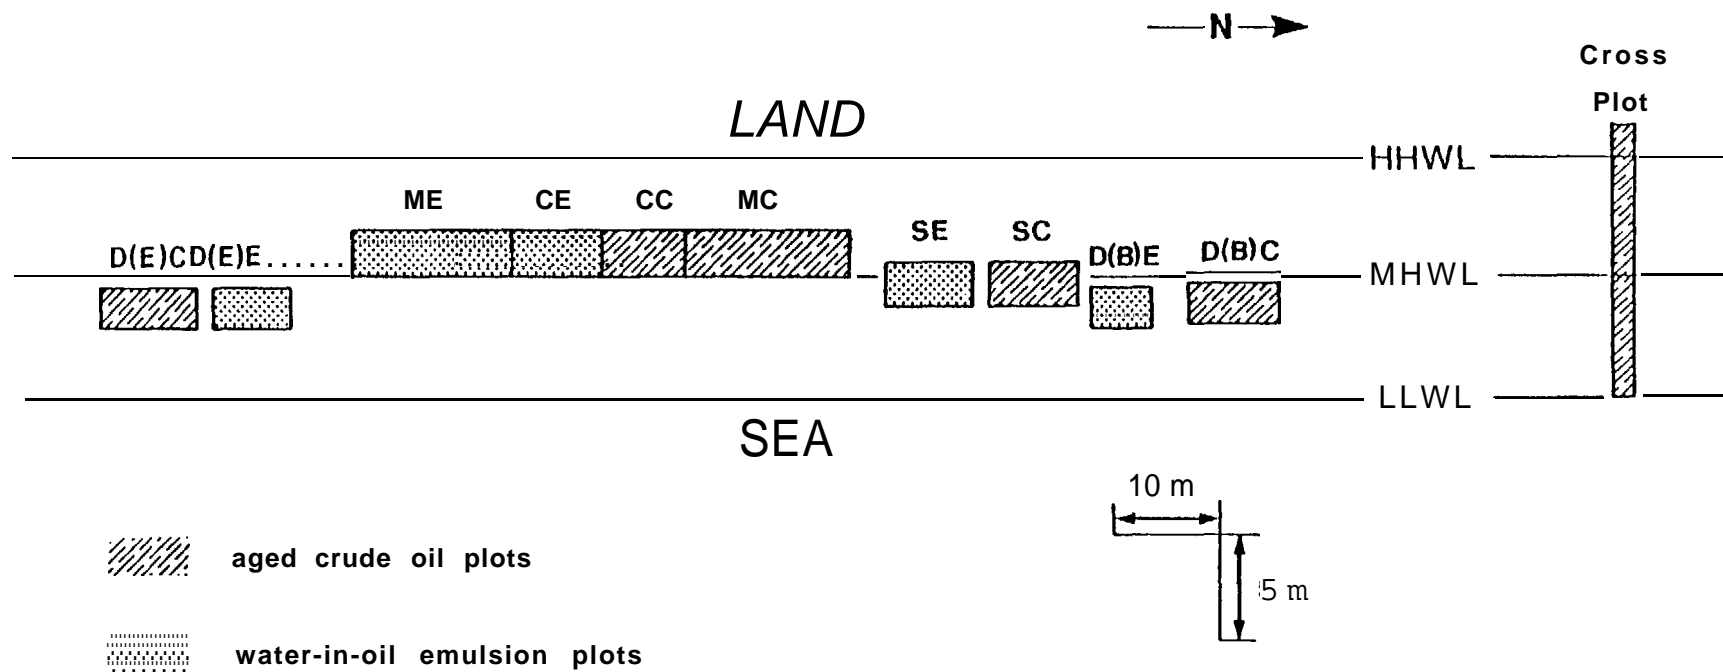 N
Cross
Plot
LAND
HHWL
ME CE CC MC
SE SC
D(E)CD(E)E...... D(B)E D(B)C
MHWL
LLWL
SEA
10 m
5 m
aged crude oil plots
water-in-oil emulsion plots